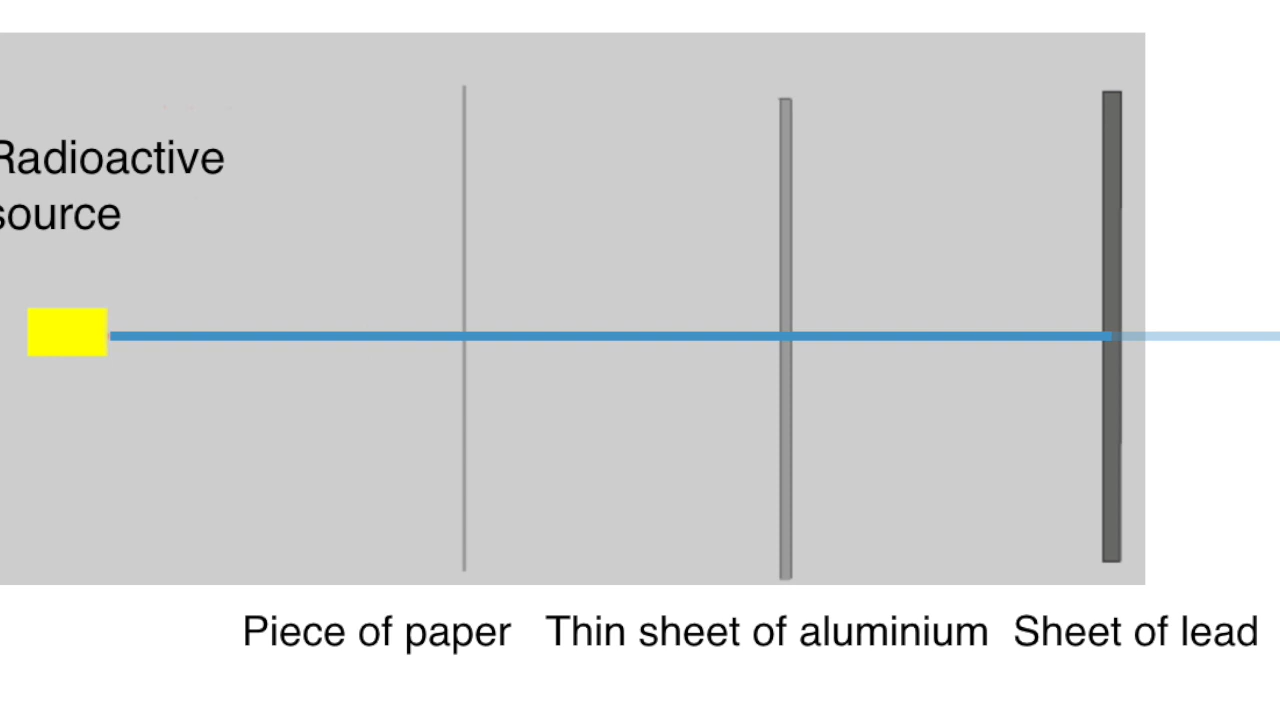 Radioactive
source
Piece of paper Thin sheet of aluminium Sheet of lead